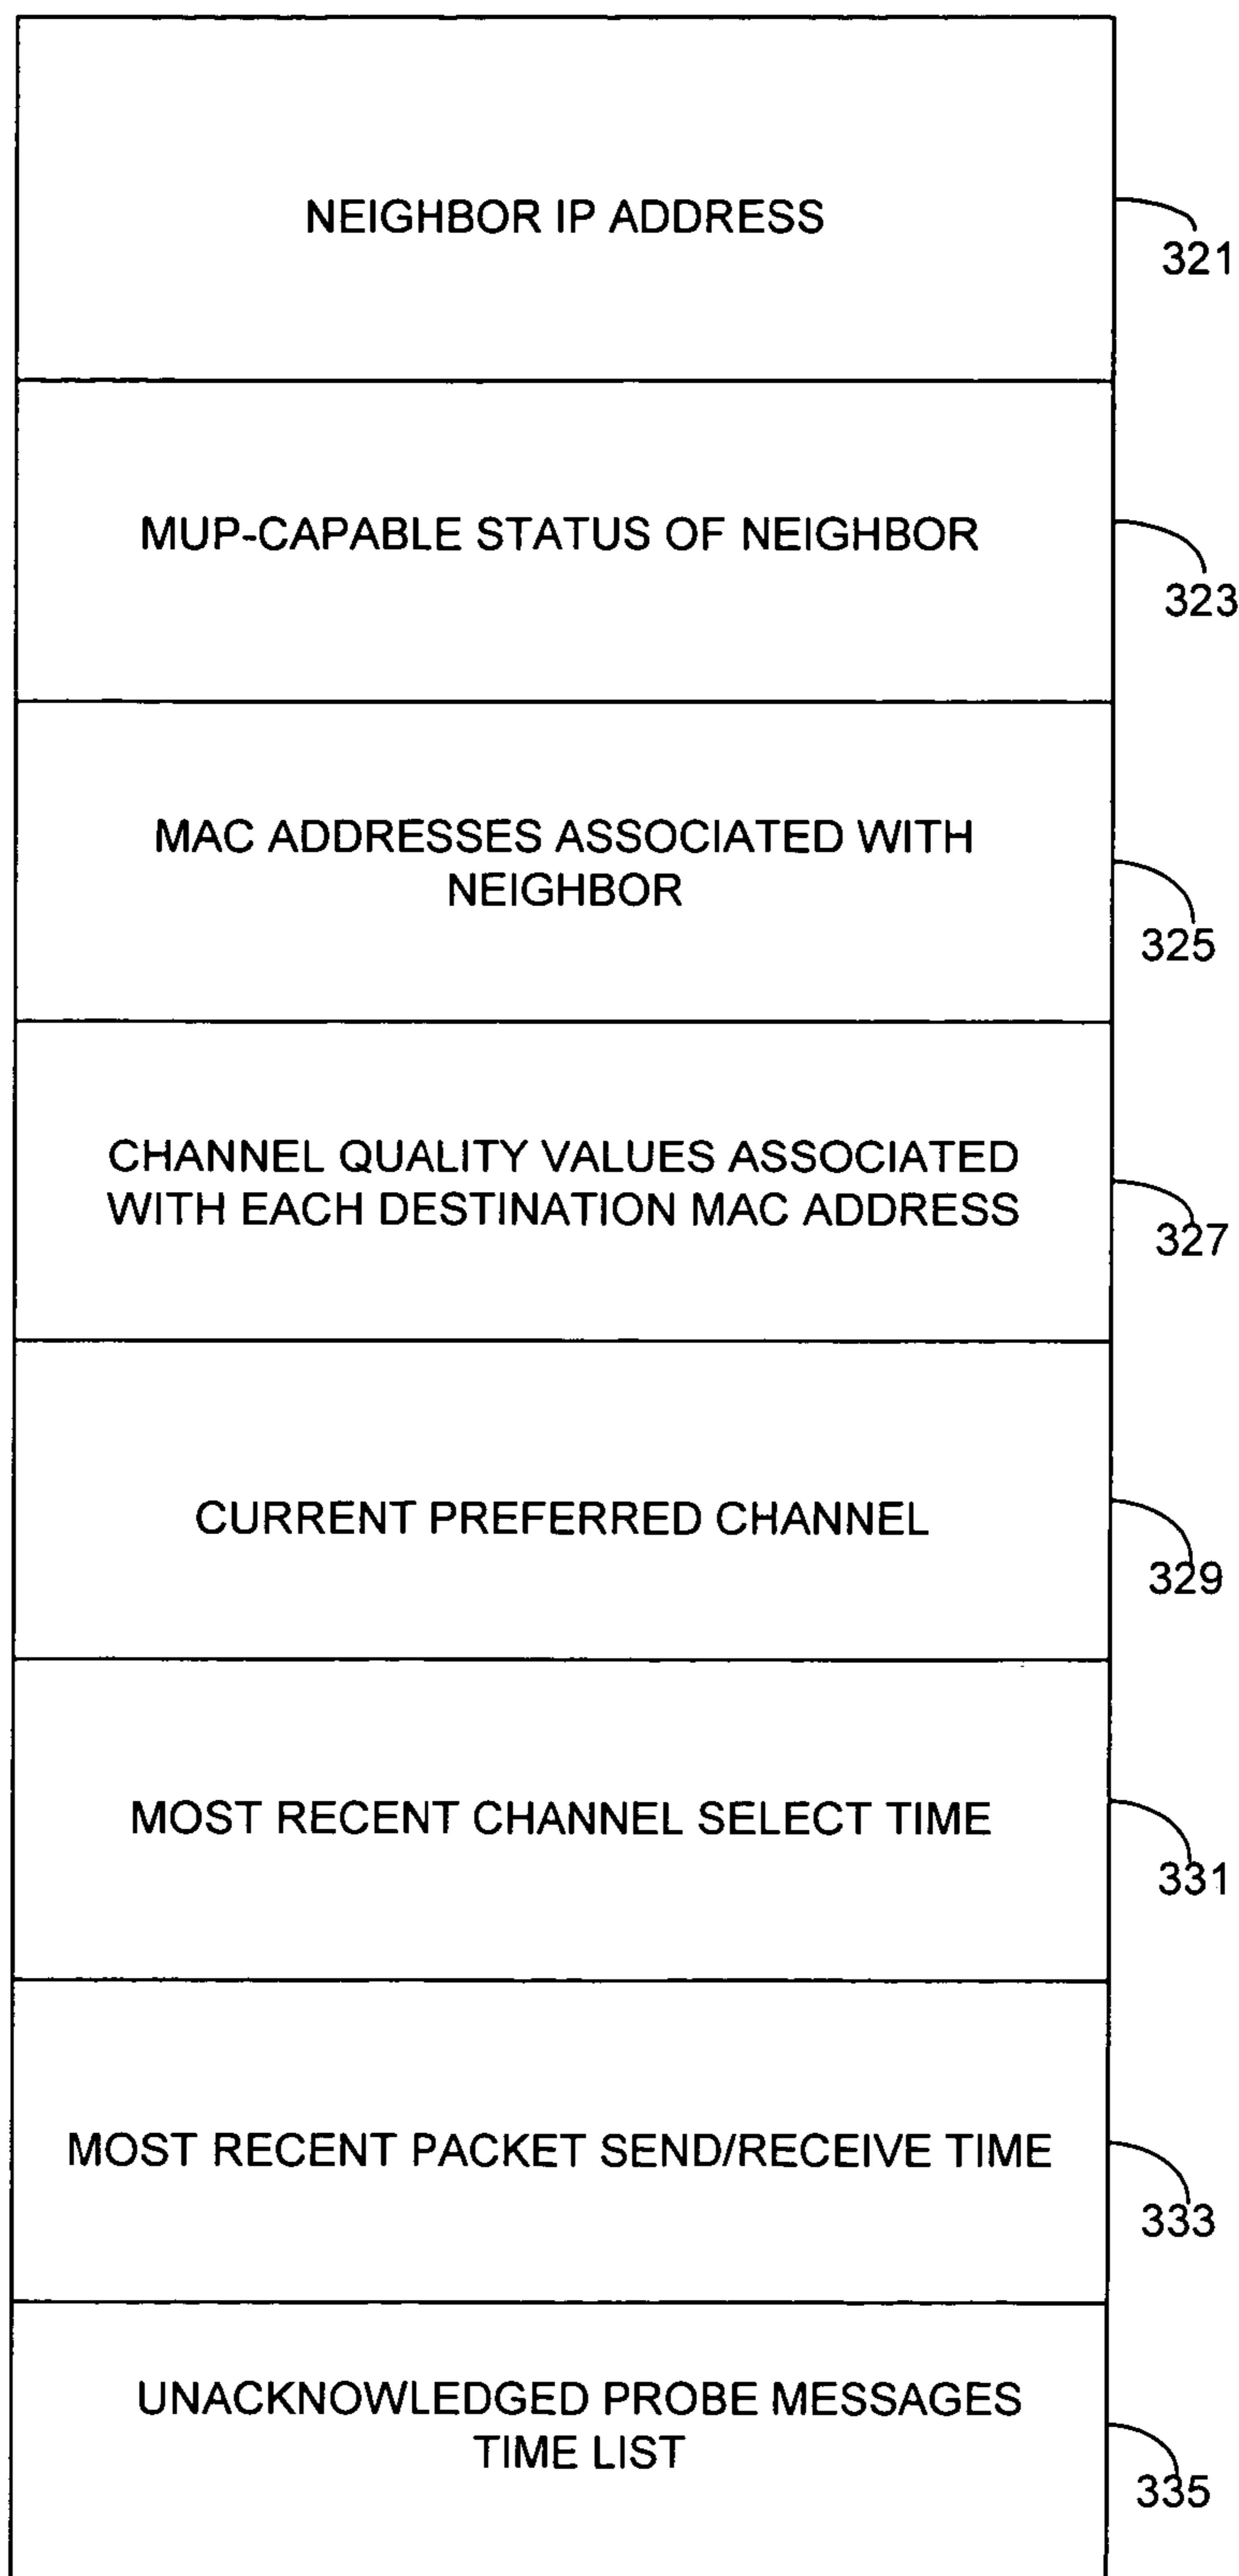 NEIGHBOR IP ADDRESS
321
MUP-CAPABLE STATUS OF NEIGHBOR
323
MAC ADDRESSES ASSOCIATED WITH
NEIGHBOR
325
CHANNEL QUALITY VALUES ASSOCIATED
WITH EACH DESTINATION MAC ADDRESS
327
CURRENT PREFERRED CHANNEL
329
MOST RECENT CHANNEL SELECT TIME
331
MOST RECENT PACKET SEND/RECEIVE TIME
333
UNACKNOWLEDGED PROBE MESSAGES
TIME LIST
335